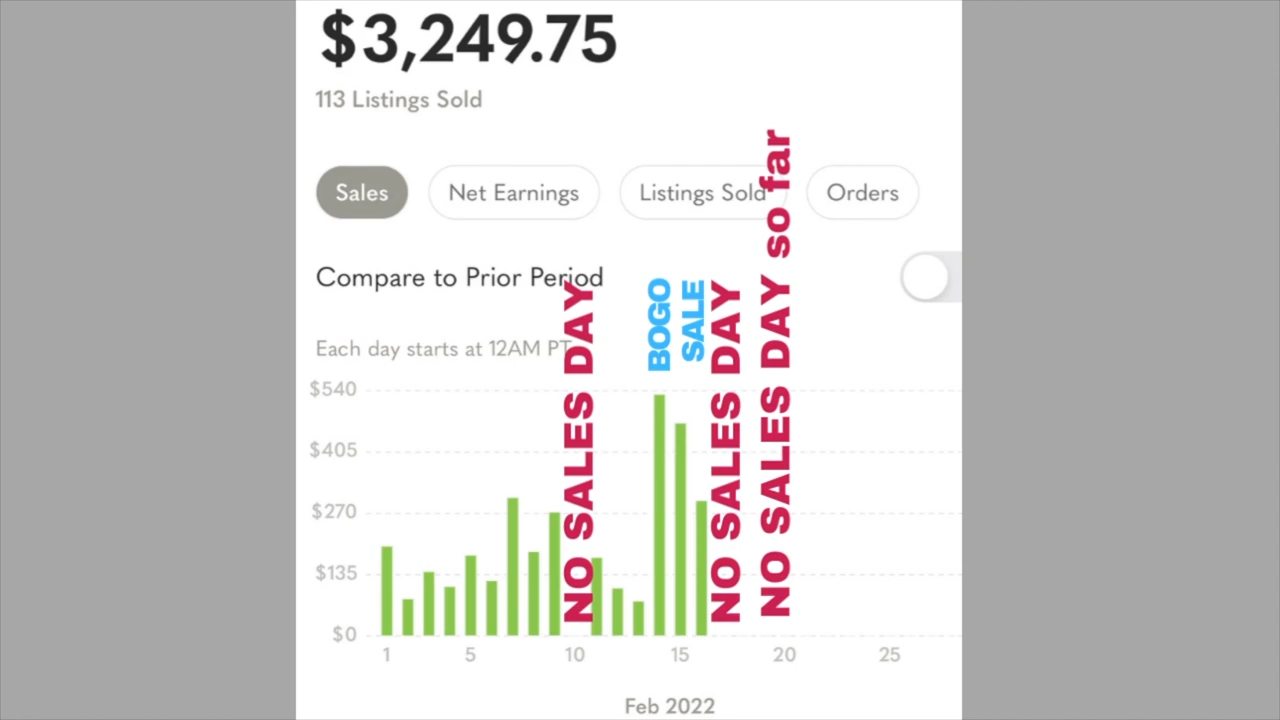 $3,249.75
113 Listings Sold
Sales
Net Earnings
Listings Sold
Orders
Compare to Prior Period
Each day starts at 12AM PT
$540
$405
$270
$135
$0
NO SALES DAY
BOGO
SALE
NO SALES DAY
NO SALES DAY so far
1
5
10
15
20
25
Feb 2022